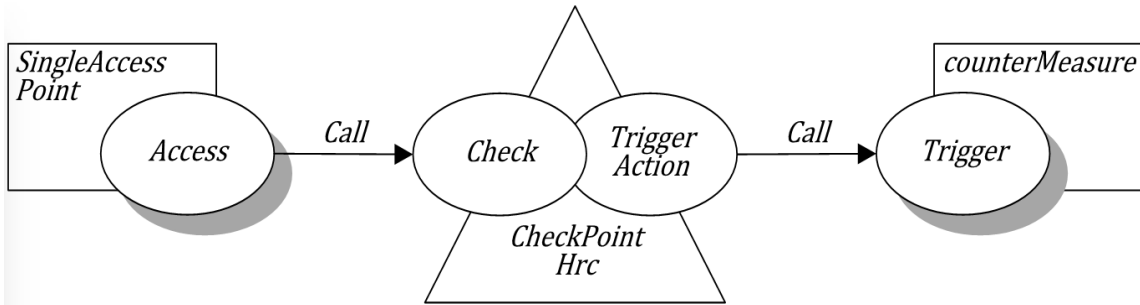 SingleAccess
Point
Access
Call
Check
Trigger
Action
CheckPoint
Hrc
Call
counterMeasure
Trigger